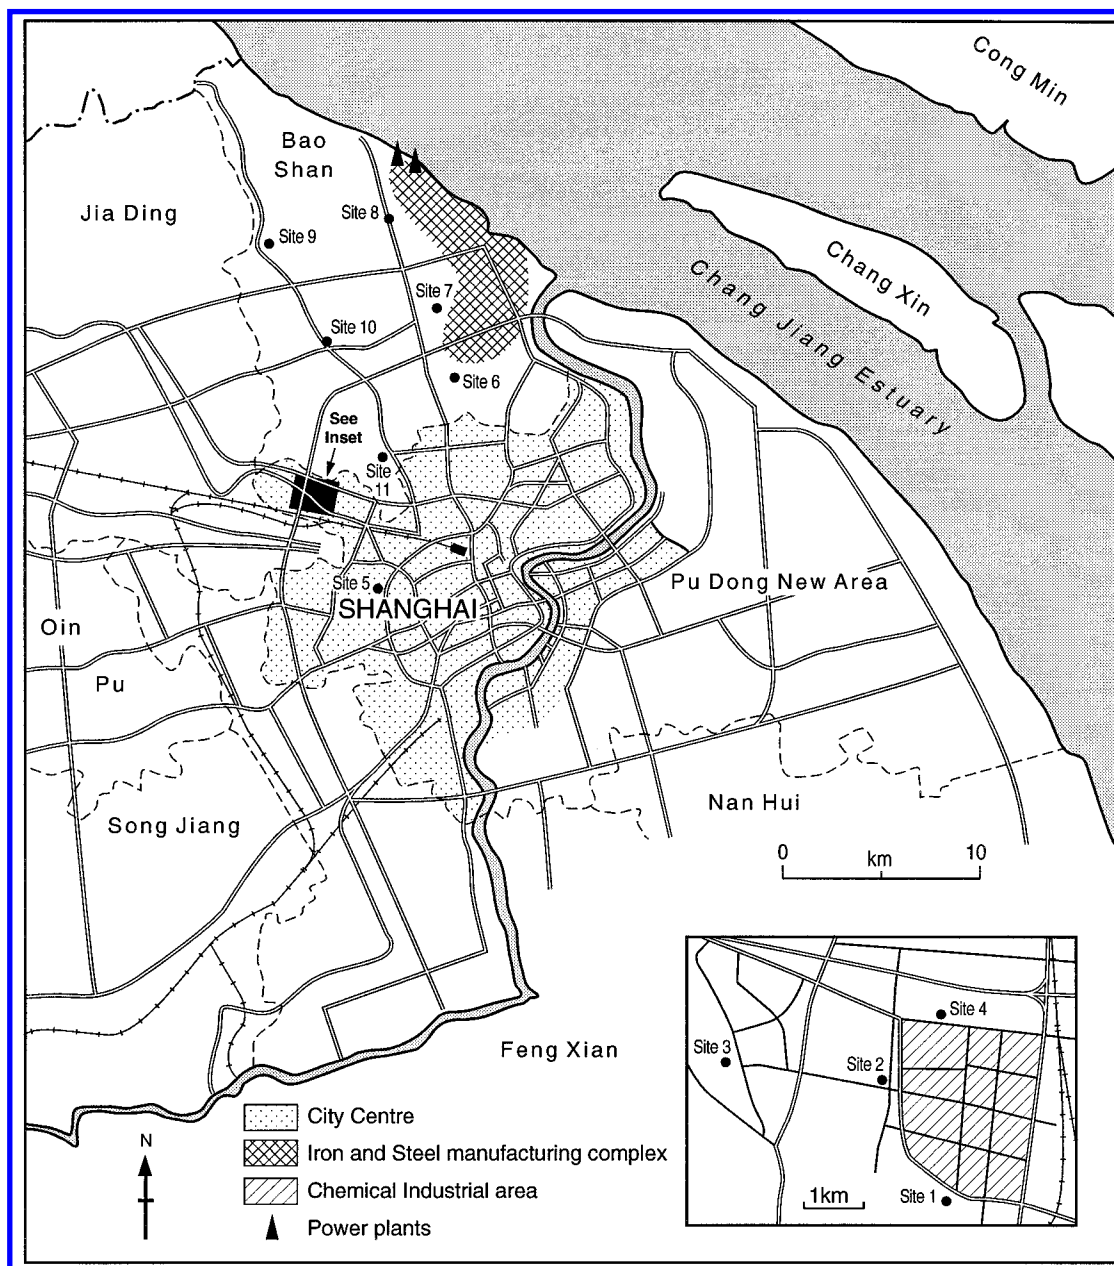 Cong Min
Bao
Shan
Jia Ding
Site 8
Site 9
Chang Xin
Chang Jiang Estuary
Site 7
Site 10
Site 6
See
Inset
Site
11
Site 5
SHANGHAI
Pu Dong New Area
Oin
Pu
Nan Hui
Song Jiang
0 km 10
Feng Xian
Site 4
Site 3
Site 2
Site 1
1km
N
City Centre
Iron and Steel manufacturing complex
Chemical Industrial area
Power plants